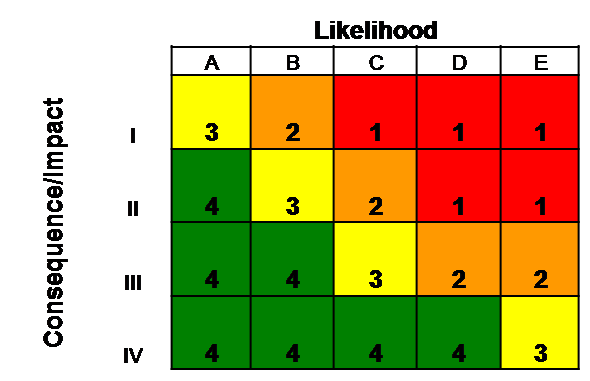 Likelihood
A B C D E
Consequence/Impact
I 3 2 1 1 1
II 4 3 2 1 1
III 4 4 3 2 2
IV 4 4 4 4 3